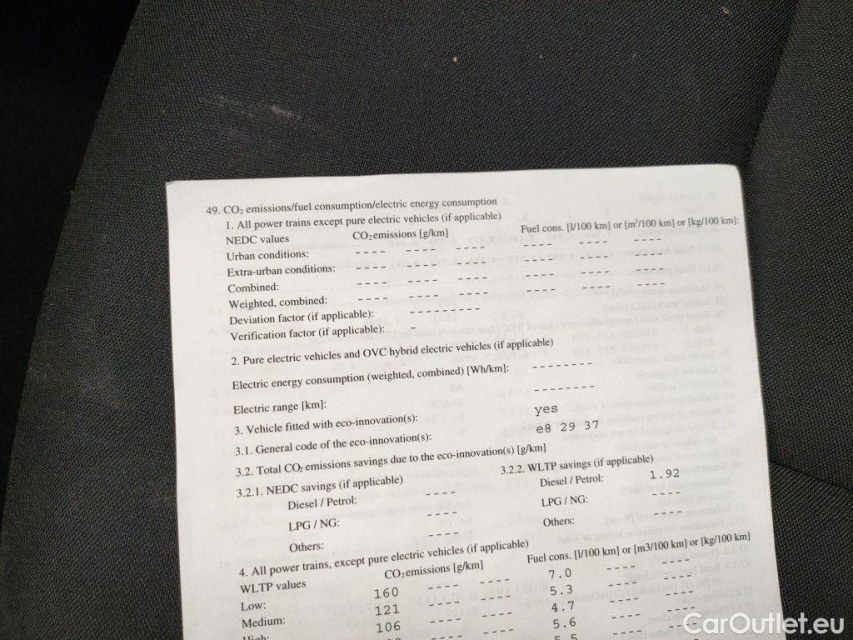 49. CO₂ emissions/fuel consumption/electric energy consumption
1. All power trains except pure electric vehicles (if applicable)
NEDC values CO₂emissions [g/km] Fuel cons. [l/100 km] or [m³/100 km] or [kg/100 km]:
Urban conditions: ---- ---- ---- ---- ----
Extra-urban conditions: ---- ---- ---- ---- ----
Combined: ---- ---- ---- ---- ---- ----
Weighted, combined: ---- ---- ---- ---- ---- ----
Deviation factor (if applicable): ---------
Verification factor (if applicable): -
2. Pure electric vehicles and OVC hybrid electric vehicles (if applicable)
Electric energy consumption (weighted, combined) [Wh/km]: --------
Electric range [km]: --------
3. Vehicle fitted with eco-innovation(s): yes
3.1. General code of the eco-innovation(s): e8 29 37
3.2. Total CO₂ emissions savings due to the eco-innovation(s) [g/km]
3.2.1. NEDC savings (if applicable) 3.2.2. WLTP savings (if applicable)
Diesel / Petrol: ---- Diesel / Petrol: 1.92
LPG / NG: ---- LPG / NG: ----
Others: ---- Others: ----
4. All power trains, except pure electric vehicles (if applicable)
WLTP values CO₂emissions [g/km] Fuel cons. [l/100 km] or [m3/100 km] or [kg/100 km]
Low: 160 ---- ---- 7.0 ---- ----
Medium: 121 ---- ---- 5.3 ---- ----
High: 106 ---- ---- 4.7 ---- ----
5.6
CarOutlet.eu